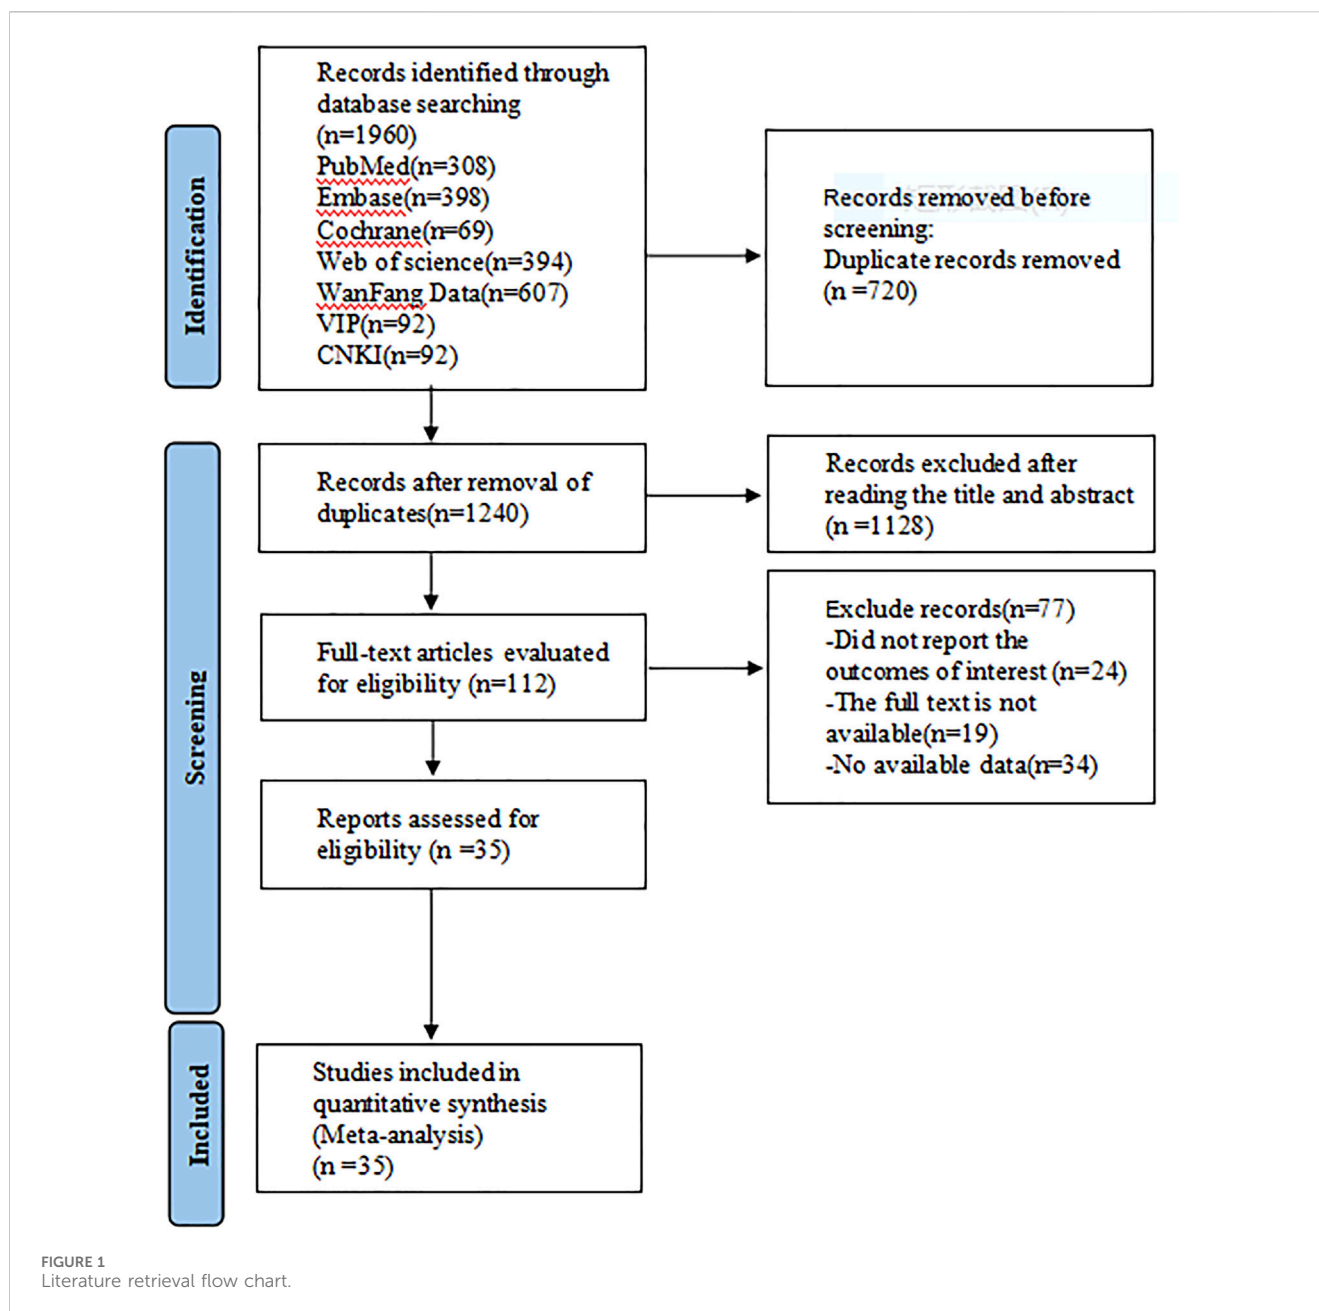 Identification
Records identified through
database searching
(n=1960)
PubMed(n=308)
Embase(n=398)
Cochrane(n=69)
Web of science(n=394)
WanFang Data(n=607)
VIP(n=92)
CNKI(n=92)
Records removed before
screening:
Duplicate records removed
(n =720)
Screening
Records after removal of
duplicates(n=1240)
Records excluded after
reading the title and abstract
(n =1128)
Full-text articles evaluated
for eligibility (n=112)
Exclude records(n=77)
-Did not report the
outcomes of interest (n=24)
-The full text is not
available(n=19)
-No available data(n=34)
Reports assessed for
eligibility (n =35)
Included
Studies included in
quantitative synthesis
(Meta-analysis)
(n =35)
FIGURE 1
Literature retrieval flow chart.